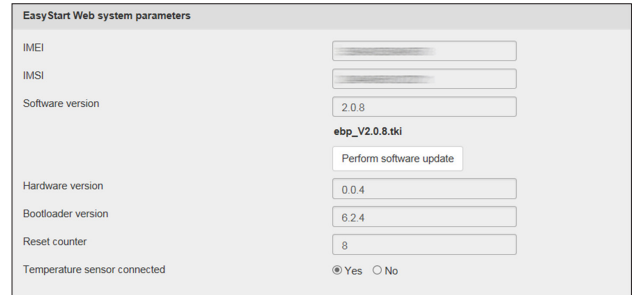 EasyStart Web system parameters
IMEI
IMSI
Software version 2.0.8
ebp_V2.0.8.tki
Perform software update
Hardware version 0.0.4
Bootloader version 6.2.4
Reset counter 8
Temperature sensor connected Yes No